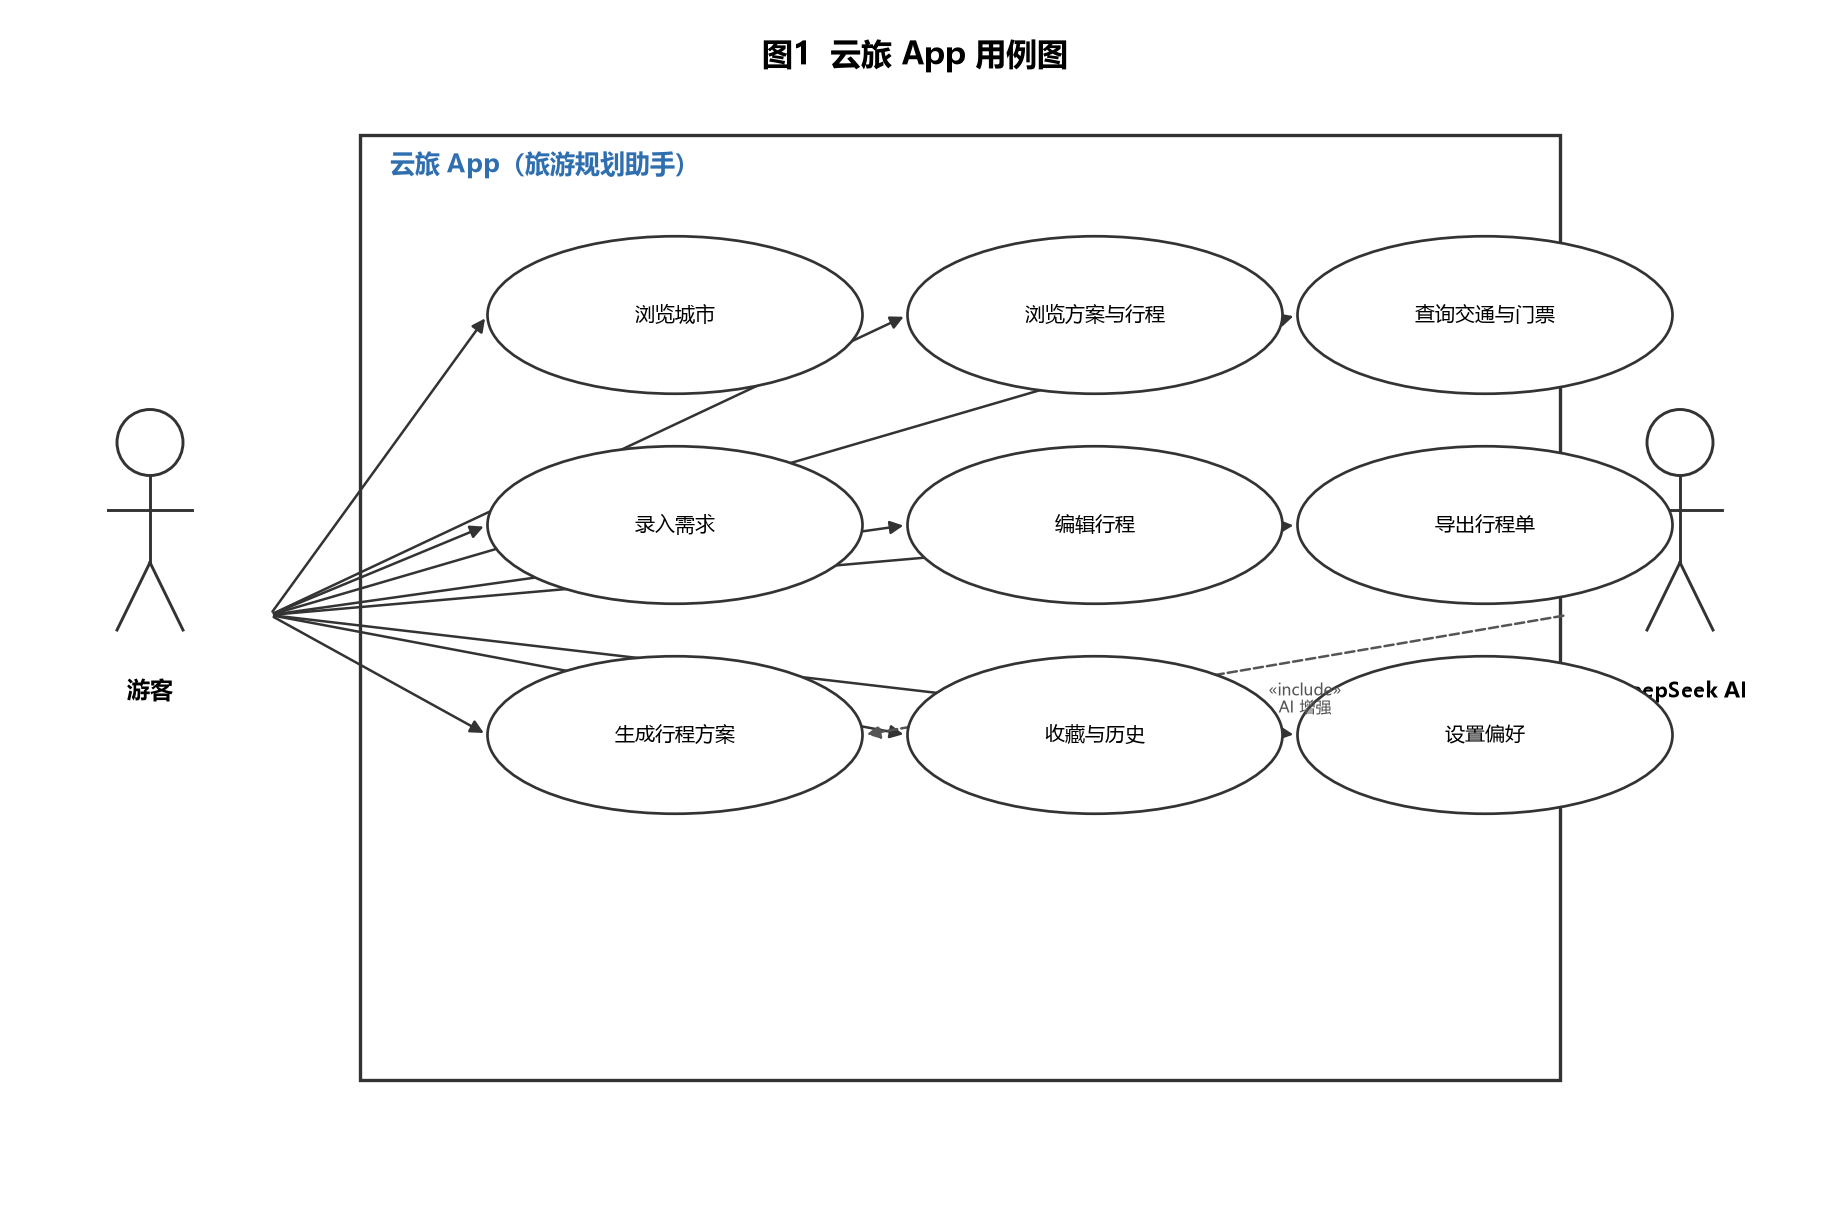 图1 云旅 App 用例图
云旅 App（旅游规划助手）
浏览城市
浏览方案与行程
查询交通与门票
录入需求
编辑行程
导出行程单
游客
epSeek AI
«include»
AI 增强
生成行程方案
收藏与历史
设置偏好